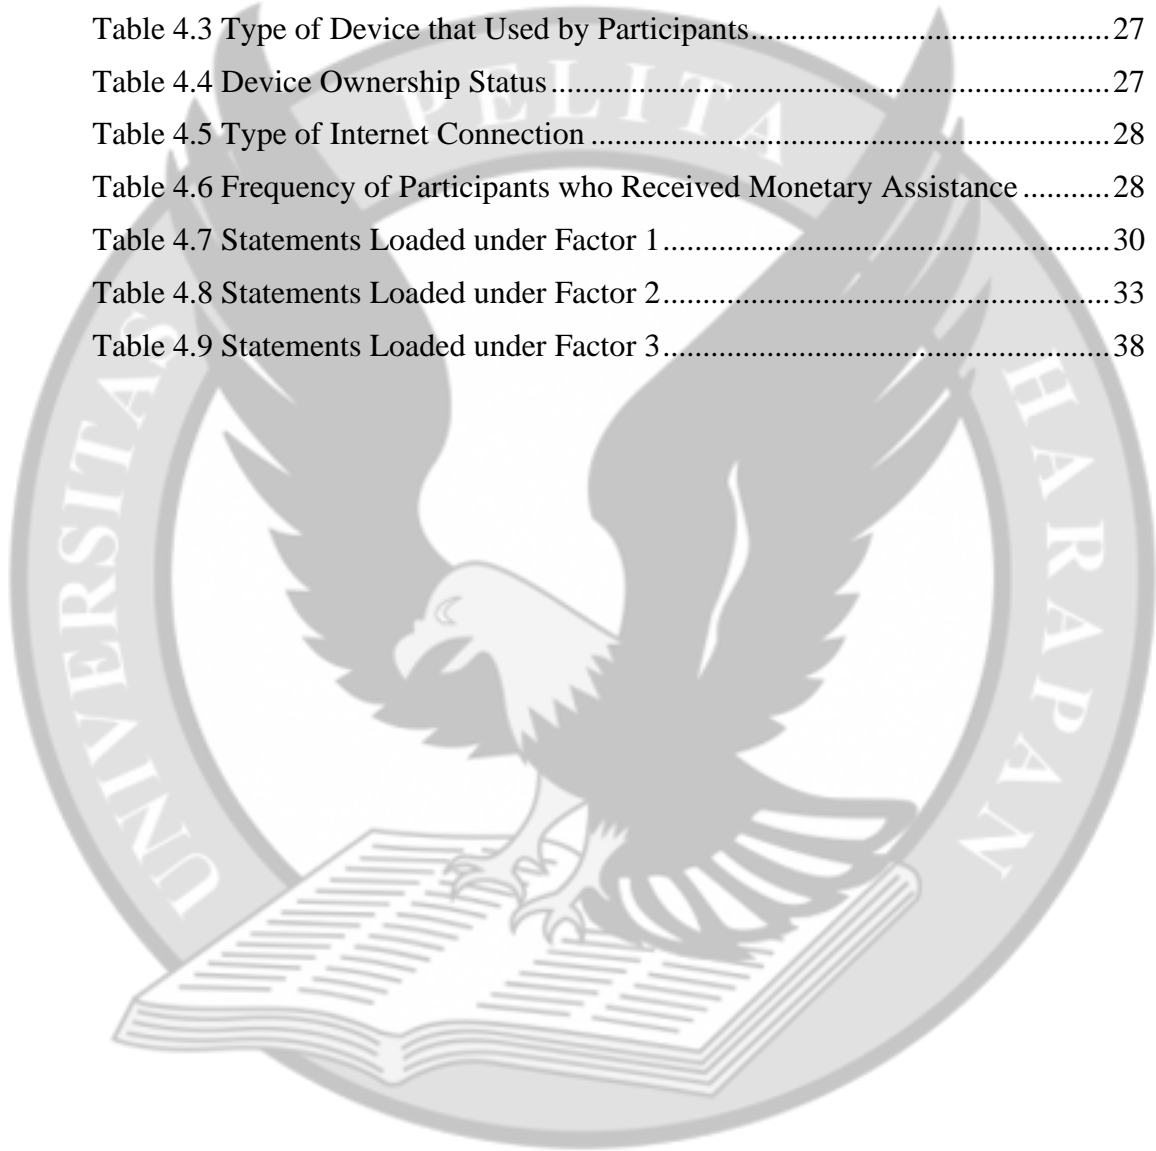 Table 4.3 Type of Device that Used by Participants.............................................27
Table 4.4 Device Ownership Status......................................................................27
Table 4.5 Type of Internet Connection .................................................................28
Table 4.6 Frequency of Participants who Received Monetary Assistance ...........28
Table 4.7 Statements Loaded under Factor 1........................................................30
Table 4.8 Statements Loaded under Factor 2........................................................33
Table 4.9 Statements Loaded under Factor 3........................................................38
UNIVERSITAS PELITA HARAPAN